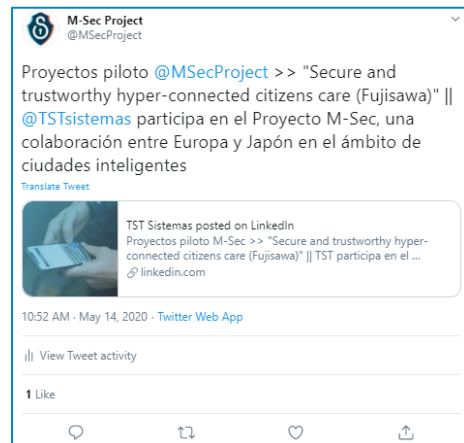 M-Sec Project
@MSecProject
Proyectos piloto @MSecProject >> "Secure and
trustworthy hyper-connected citizens care (Fujisawa)" ||
@TSTsistemas participa en el Proyecto M-Sec, una
colaboración entre Europa y Japón en el ámbito de
ciudades inteligentes
Translate Tweet
TST Sistemas posted on LinkedIn
Proyectos piloto M-Sec >> "Secure and trustworthy hyper-
connected citizens care (Fujisawa)" || TST participa en el ...
linkedin.com
10:52 AM · May 14, 2020 · Twitter Web App
View Tweet activity
1 Like